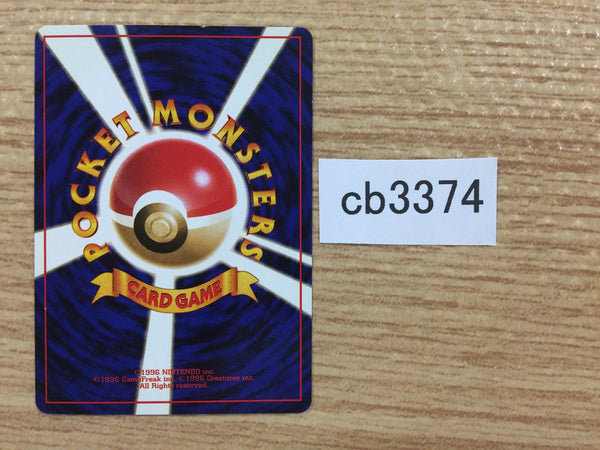 POCKET MONSTERS
CARD GAME
©1996 NINTENDO inc.
©1996 GameFreak inc. ©1996 Creatures inc.
All Rights reserved.
cb3374